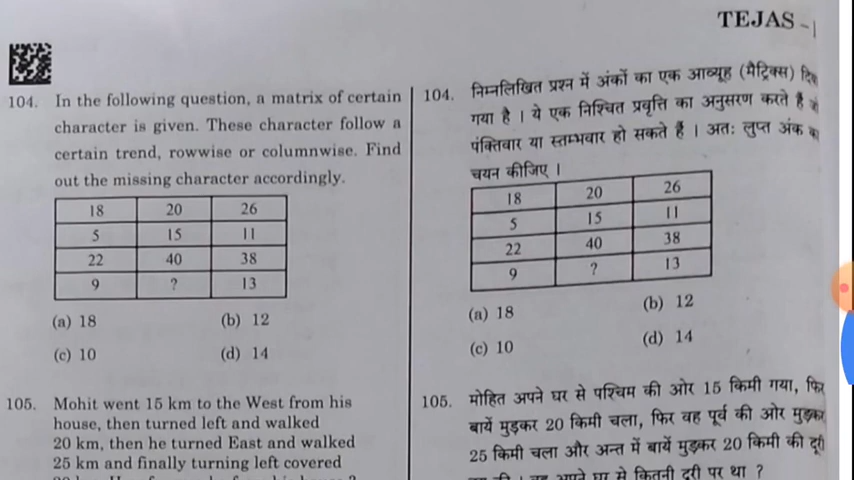 TEJAS -
104. In the following question, a matrix of certain
character is given. These character follow a
certain trend, rowwise or columnwise. Find
out the missing character accordingly.
18 20 26
5 15 11
22 40 38
9 ? 13
(a) 18 (b) 12
(c) 10 (d) 14
105. Mohit went 15 km to the West from his
house, then turned left and walked
20 km, then he turned East and walked
25 km and finally turning left covered
104. निम्नलिखित प्रश्न में अंकों का एक आव्यूह (मैट्रिक्स)
गया है । ये एक निश्चित प्रवृत्ति का अनुसरण करते हैं
पंक्तिवार या स्तम्भवार हो सकते हैं । अतः लुप्त अंक
चयन कीजिए ।
18 20 26
5 15 11
22 40 38
9 ? 13
(a) 18 (b) 12
(c) 10 (d) 14
105. मोहित अपने घर से पश्चिम की ओर 15 किमी गया, फिर
बायें मुड़कर 20 किमी चला, फिर वह पूर्व की ओर मुड़कर
25 किमी चला और अन्त में बायें मुड़कर 20 किमी की दूरी
अपने घर से कितनी दूरी पर था ?